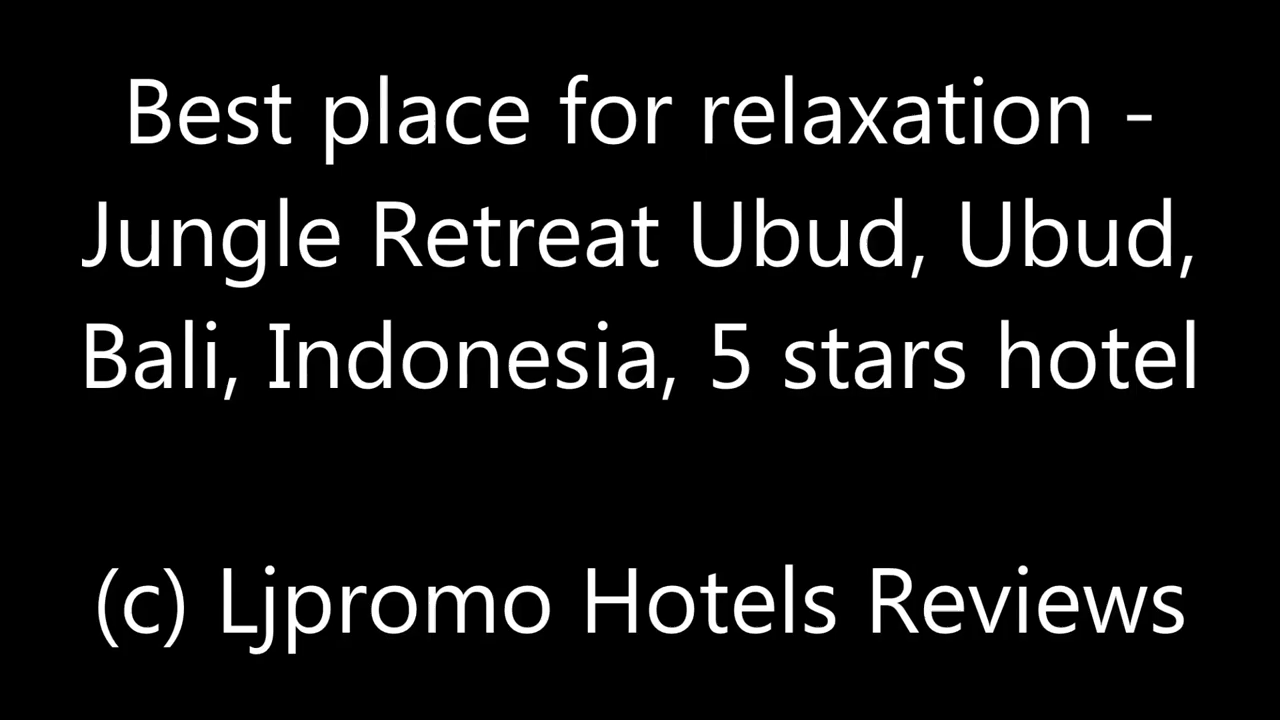 Best place for relaxation -
Jungle Retreat Ubud, Ubud,
Bali, Indonesia, 5 stars hotel
(c) Ljpromo Hotels Reviews